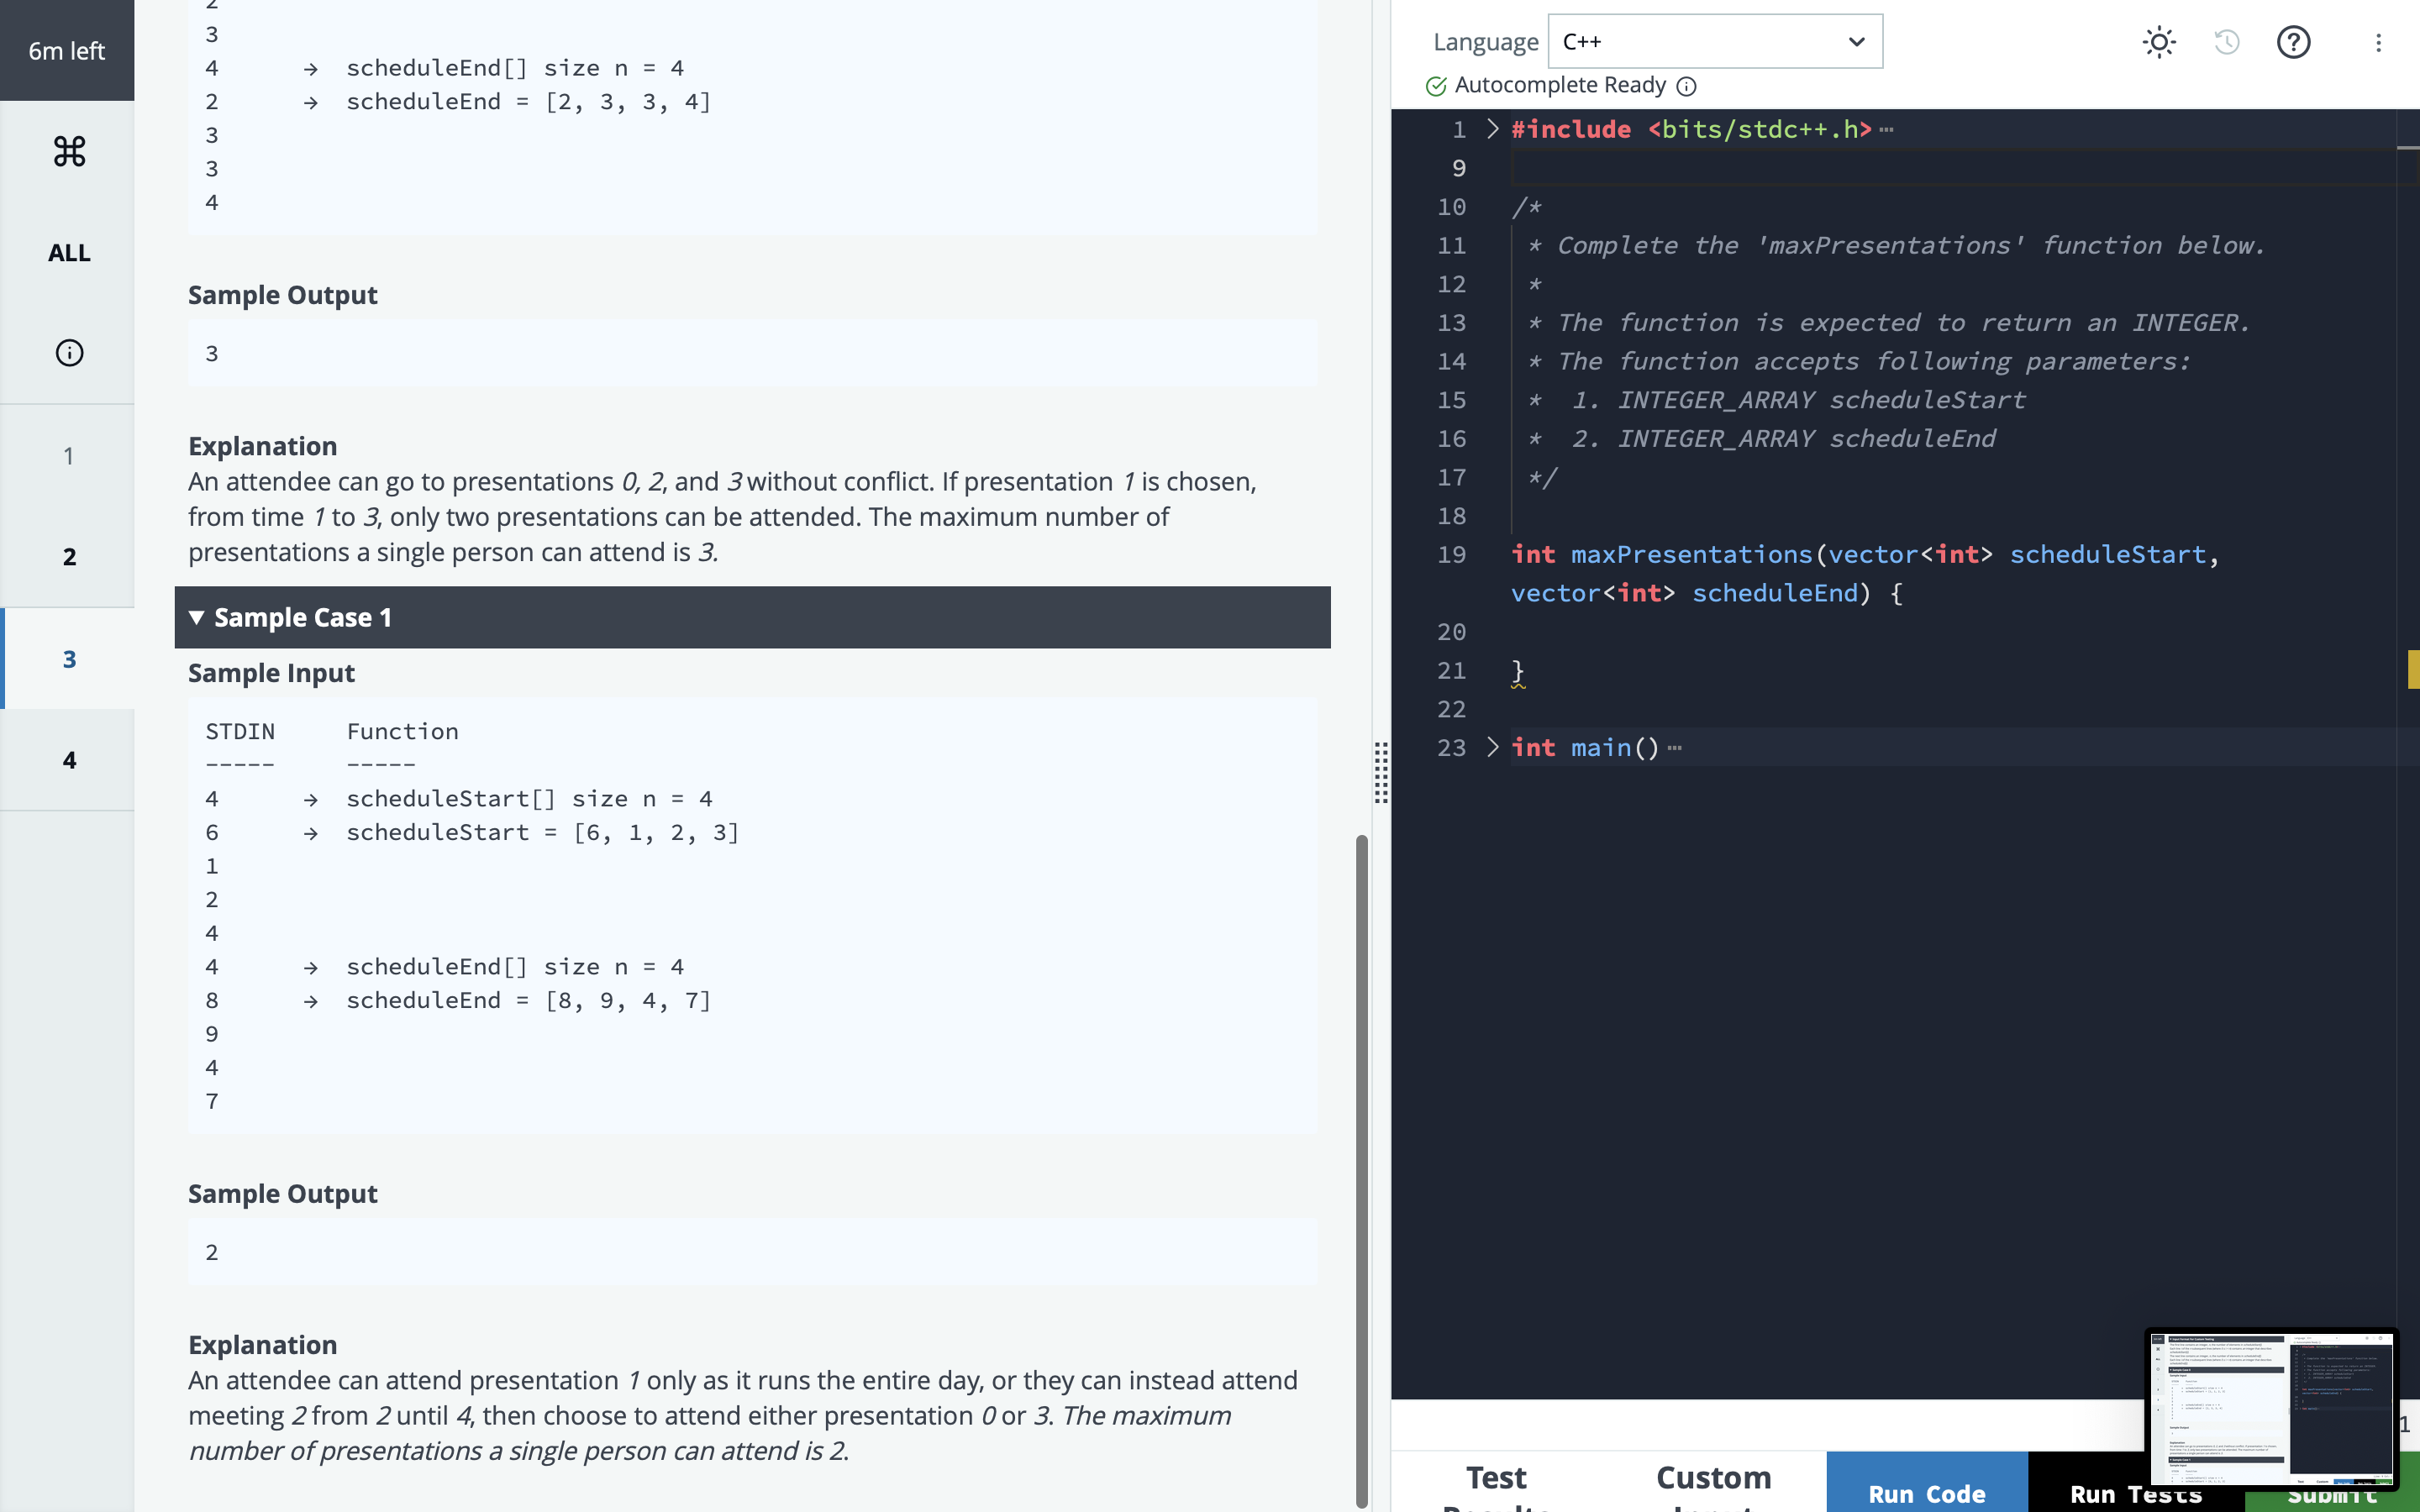 6m left
ALL
1
2
3
4
2
3
4 → scheduleEnd[] size n = 4
2 → scheduleEnd = [2, 3, 3, 4]
3
3
4
Sample Output
3
Explanation
An attendee can go to presentations 0, 2, and 3 without conflict. If presentation 1 is chosen,
from time 1 to 3, only two presentations can be attended. The maximum number of
presentations a single person can attend is 3.
▼ Sample Case 1
Sample Input
STDIN Function
----- -----
4 → scheduleStart[] size n = 4
6 → scheduleStart = [6, 1, 2, 3]
1
2
4
4 → scheduleEnd[] size n = 4
8 → scheduleEnd = [8, 9, 4, 7]
9
4
7
Sample Output
2
Explanation
An attendee can attend presentation 1 only as it runs the entire day, or they can instead attend
meeting 2 from 2 until 4, then choose to attend either presentation 0 or 3. The maximum
number of presentations a single person can attend is 2.
Language C++
Autocomplete Ready
1 > #include <bits/stdc++.h> ⋯
9
10 /*
11 * Complete the 'maxPresentations' function below.
12 *
13 * The function is expected to return an INTEGER.
14 * The function accepts following parameters:
15 * 1. INTEGER_ARRAY scheduleStart
16 * 2. INTEGER_ARRAY scheduleEnd
17 */
18
19 int maxPresentations(vector<int> scheduleStart,
vector<int> scheduleEnd) {
20
21 }
22
23 > int main() ⋯
Test
Results
Custom
Input
Run Code
Run Tests
Submit